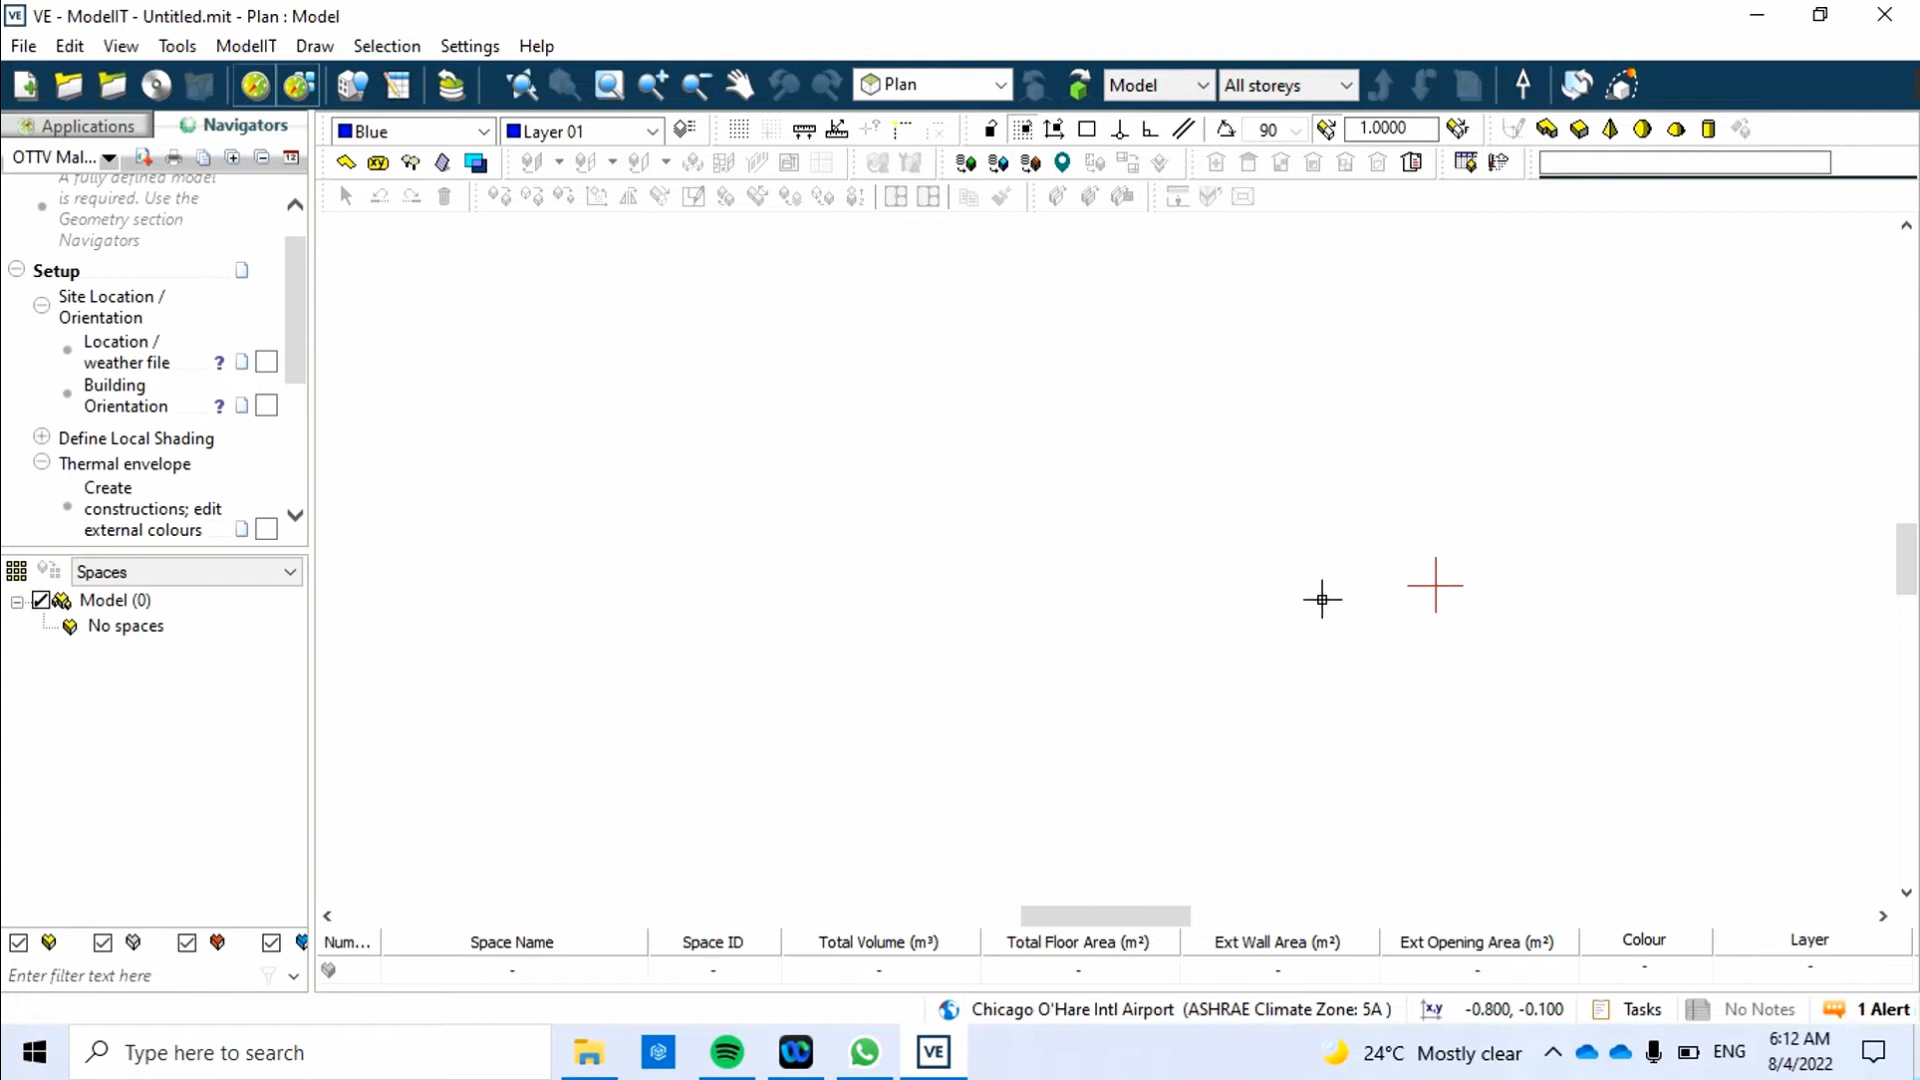 VE - ModelIT - Untitled.mit - Plan : Model
File Edit View Tools ModelIT Draw Selection Settings Help
Plan Model All storeys
Applications Navigators
Blue Layer 01 90 1.0000
OTTV Mal... 12
A fully defined model
is required. Use the
Geometry section
Navigators
Setup
Site Location /
Orientation
Location /
weather file ?
Building
Orientation ?
Define Local Shading
Thermal envelope
Create
constructions; edit
external colours
Spaces
Model (0)
No spaces
Num... Space Name Space ID Total Volume (m³) Total Floor Area (m²) Ext Wall Area (m²) Ext Opening Area (m²) Colour Layer
- - - - - - - -
Enter filter text here
Chicago O'Hare Intl Airport (ASHRAE Climate Zone: 5A ) x,y -0.800, -0.100 Tasks No Notes 1 Alert
Type here to search VE 24°C Mostly clear ENG 6:12 AM
8/4/2022